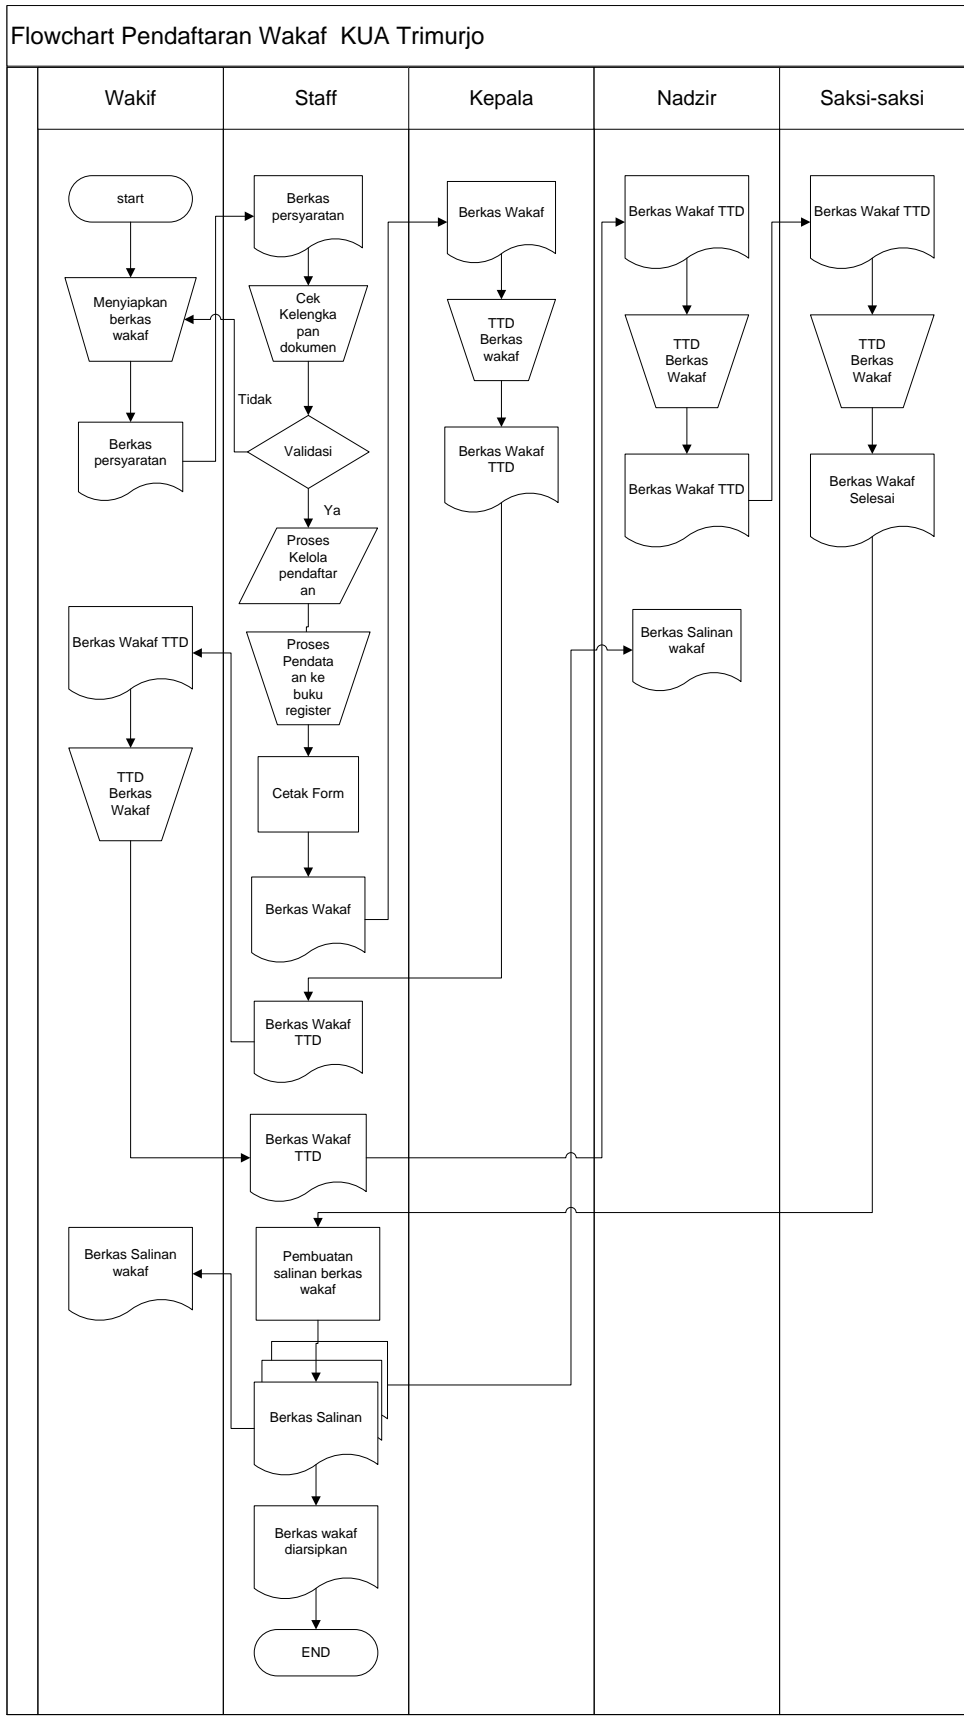 Flowchart Pendaftaran Wakaf KUA Trimurjo
Wakif
Staff
Kepala
Nadzir
Saksi-saksi
start
Menyiapkan
berkas
wakaf
Berkas
persyaratan
Berkas Wakaf TTD
TTD
Berkas
Wakaf
Berkas Salinan
wakaf
Berkas
persyaratan
Cek
Kelengka
pan
dokumen
Tidak
Validasi
Ya
Proses
Kelola
pendaftar
an
Proses
Pendata
an ke
buku
register
Cetak Form
Berkas Wakaf
Berkas Wakaf
TTD
Berkas Wakaf
TTD
Pembuatan
salinan berkas
wakaf
Berkas Salinan
Berkas wakaf
diarsipkan
END
Berkas Wakaf
TTD
Berkas
wakaf
Berkas Wakaf
TTD
Berkas Wakaf TTD
TTD
Berkas
Wakaf
Berkas Wakaf TTD
Berkas Salinan
wakaf
Berkas Wakaf TTD
TTD
Berkas
Wakaf
Berkas Wakaf
Selesai